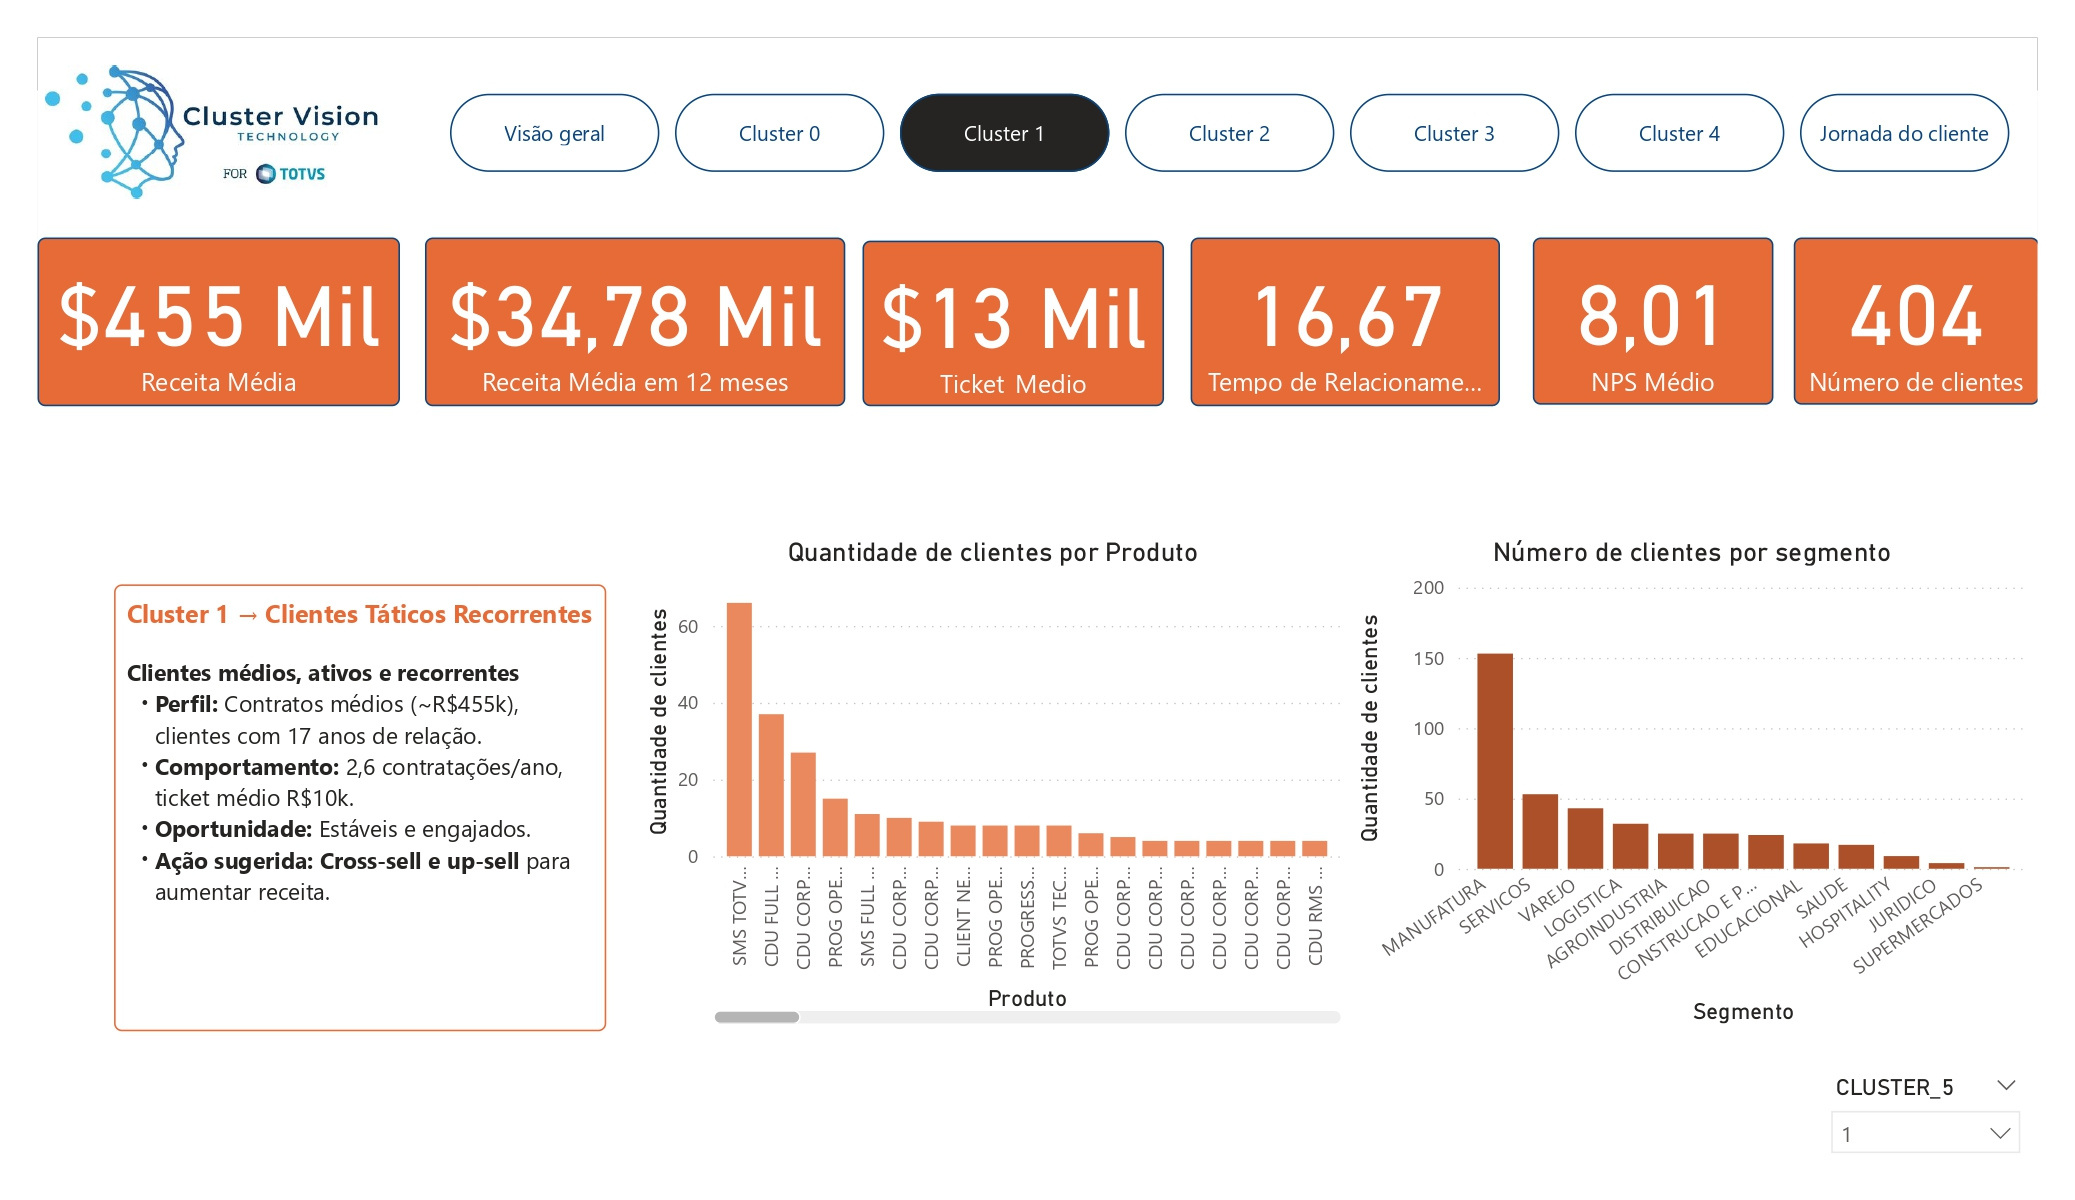 Cluster Vision
TECHNOLOGY
FOR TOTVS
Visão geral
Cluster 0
Cluster 1
Cluster 2
Cluster 3
Cluster 4
Jornada do cliente
$455 Mil
Receita Média
$34,78 Mil
Receita Média em 12 meses
$13 Mil
Ticket Medio
16,67
Tempo de Relacioname...
8,01
NPS Médio
404
Número de clientes
Cluster 1 → Clientes Táticos Recorrentes
Clientes médios, ativos e recorrentes
• Perfil: Contratos médios (~R$455k),
clientes com 17 anos de relação.
• Comportamento: 2,6 contratações/ano,
ticket médio R$10k.
• Oportunidade: Estáveis e engajados.
• Ação sugerida: Cross-sell e up-sell para
aumentar receita.
Quantidade de clientes por Produto
Quantidade de clientes
60
40
20
0
SMS TOTV...
CDU FULL ...
CDU CORP...
PROG OPE...
SMS FULL ...
CDU CORP...
CDU CORP...
CLIENT NE...
PROG OPE...
PROGRESS...
TOTVS TEC...
PROG OPE...
CDU CORP...
CDU CORP...
CDU CORP...
CDU CORP...
CDU CORP...
CDU CORP...
CDU RMS ...
Produto
Número de clientes por segmento
Quantidade de clientes
200
150
100
50
0
MANUFATURA
SERVICOS
VAREJO
LOGISTICA
AGROINDUSTRIA
DISTRIBUICAO
CONSTRUCAO E P...
EDUCACIONAL
SAUDE
HOSPITALITY
JURIDICO
SUPERMERCADOS
Segmento
CLUSTER_5
1